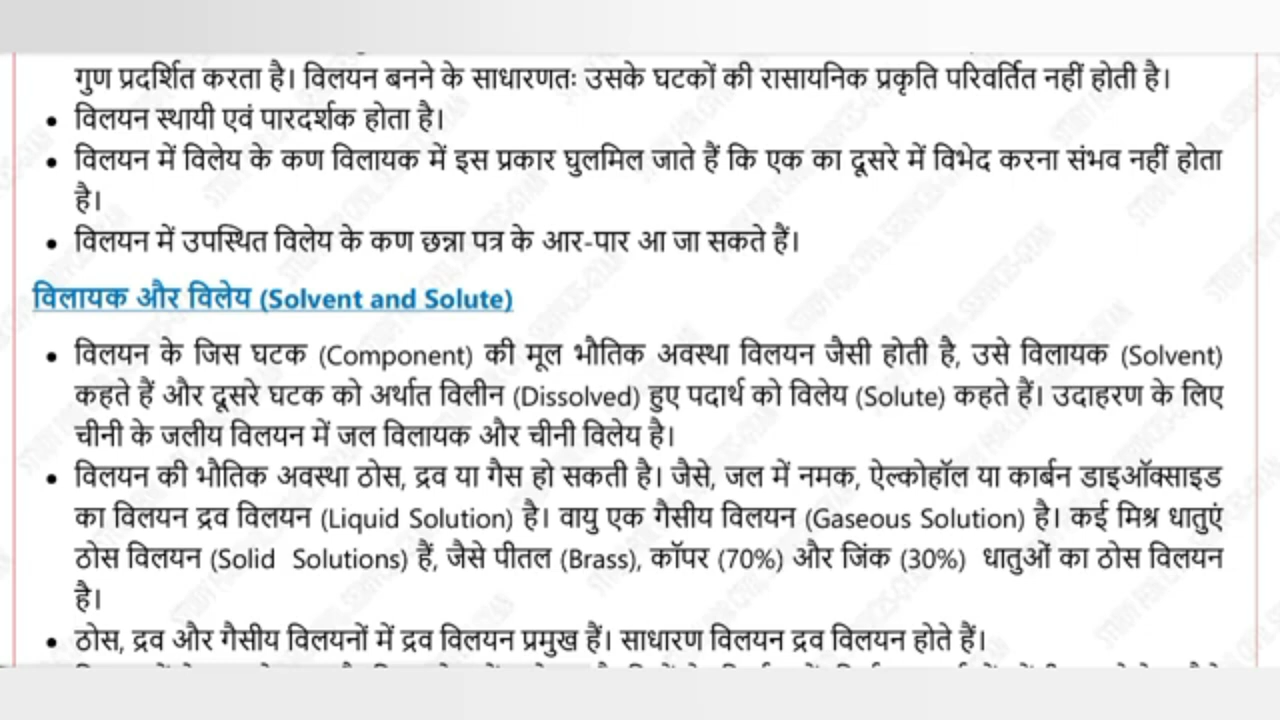 गुण प्रदर्शित करता है। विलयन बनने के साधारणतः उसके घटकों की रासायनिक प्रकृति परिवर्तित नहीं होती है।
• विलयन स्थायी एवं पारदर्शक होता है।
• विलयन में विलेय के कण विलायक में इस प्रकार घुलमिल जाते हैं कि एक का दूसरे में विभेद करना संभव नहीं होता
है।
• विलयन में उपस्थित विलेय के कण छन्ना पत्र के आर-पार आ जा सकते हैं।
विलायक और विलेय (Solvent and Solute)
• विलयन के जिस घटक (Component) की मूल भौतिक अवस्था विलयन जैसी होती है, उसे विलायक (Solvent)
कहते हैं और दूसरे घटक को अर्थात विलीन (Dissolved) हुए पदार्थ को विलेय (Solute) कहते हैं। उदाहरण के लिए
चीनी के जलीय विलयन में जल विलायक और चीनी विलेय है।
• विलयन की भौतिक अवस्था ठोस, द्रव या गैस हो सकती है। जैसे, जल में नमक, ऐल्कोहॉल या कार्बन डाइऑक्साइड
का विलयन द्रव विलयन (Liquid Solution) है। वायु एक गैसीय विलयन (Gaseous Solution) है। कई मिश्र धातुएं
ठोस विलयन (Solid Solutions) हैं, जैसे पीतल (Brass), कॉपर (70%) और जिंक (30%) धातुओं का ठोस विलयन
है।
• ठोस, द्रव और गैसीय विलयनों में द्रव विलयन प्रमुख हैं। साधारण विलयन द्रव विलयन होते हैं।